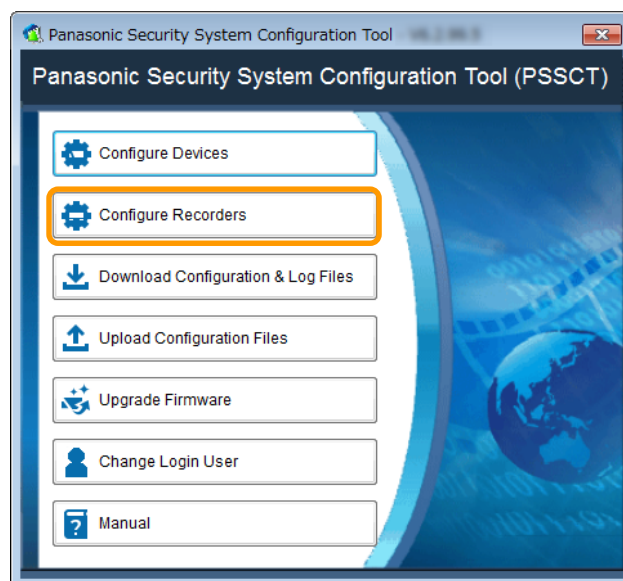 Panasonic Security System Configuration Tool
Panasonic Security System Configuration Tool (PSSCT)
Configure Devices
Configure Recorders
Download Configuration & Log Files
Upload Configuration Files
Upgrade Firmware
Change Login User
Manual